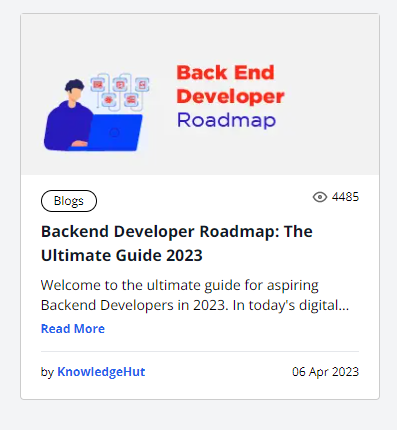 Back End
Developer
Roadmap
Blogs
4485
Backend Developer Roadmap: The
Ultimate Guide 2023
Welcome to the ultimate guide for aspiring
Backend Developers in 2023. In today's digital...
Read More
by KnowledgeHut
06 Apr 2023